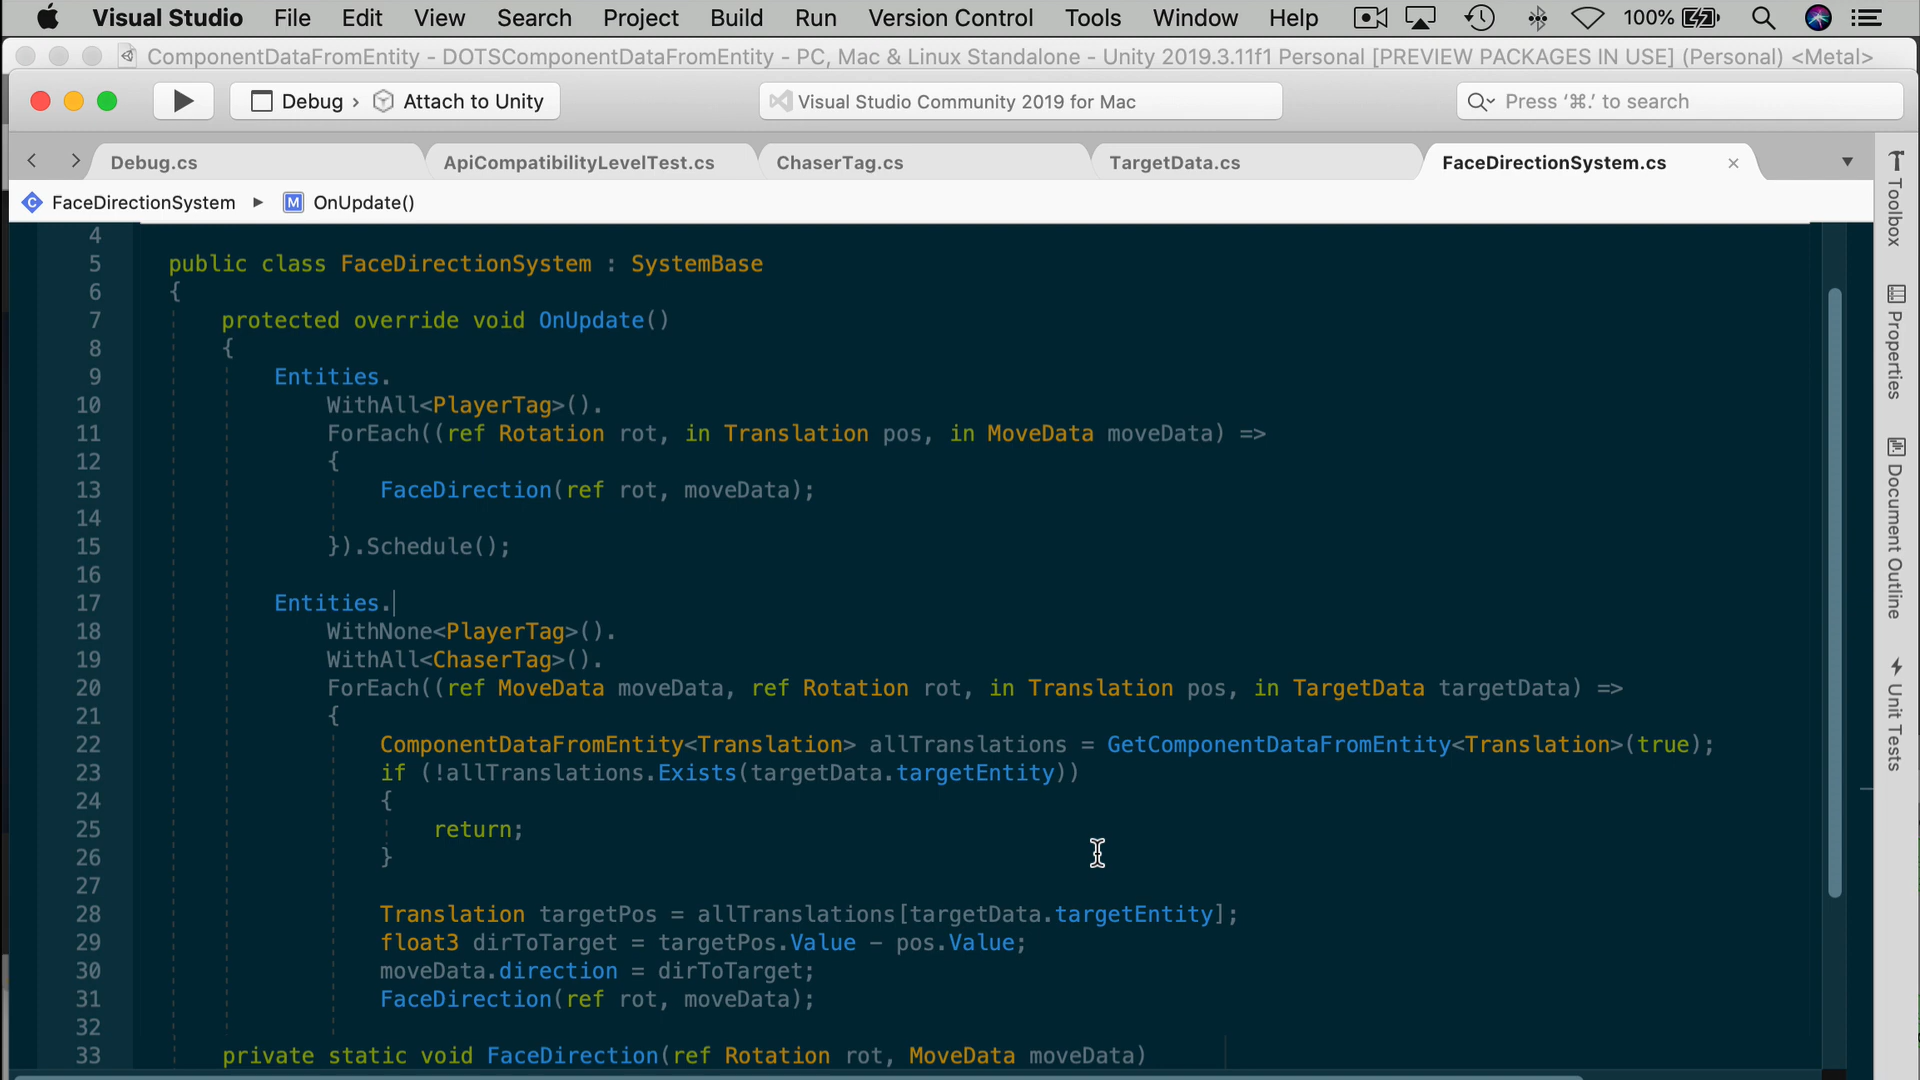 Visual Studio File Edit View Search Project Build Run Version Control Tools Window Help 100%
ComponentDataFromEntity - DOTSComponentDataFromEntity - PC, Mac & Linux Standalone - Unity 2019.3.11f1 Personal [PREVIEW PACKAGES IN USE] (Personal) <Metal>
Debug › Attach to Unity Visual Studio Community 2019 for Mac Press ‘⌘.’ to search
Debug.cs ApiCompatibilityLevelTest.cs ChaserTag.cs TargetData.cs FaceDirectionSystem.cs
FaceDirectionSystem ▸ M OnUpdate()
4
5 public class FaceDirectionSystem : SystemBase
6 {
7 protected override void OnUpdate()
8 {
9 Entities.
10 WithAll<PlayerTag>().
11 ForEach((ref Rotation rot, in Translation pos, in MoveData moveData) =>
12 {
13 FaceDirection(ref rot, moveData);
14
15 }).Schedule();
16
17 Entities.
18 WithNone<PlayerTag>().
19 WithAll<ChaserTag>().
20 ForEach((ref MoveData moveData, ref Rotation rot, in Translation pos, in TargetData targetData) =>
21 {
22 ComponentDataFromEntity<Translation> allTranslations = GetComponentDataFromEntity<Translation>(true);
23 if (!allTranslations.Exists(targetData.targetEntity))
24 {
25 return;
26 }
27
28 Translation targetPos = allTranslations[targetData.targetEntity];
29 float3 dirToTarget = targetPos.Value - pos.Value;
30 moveData.direction = dirToTarget;
31 FaceDirection(ref rot, moveData);
32
33 private static void FaceDirection(ref Rotation rot, MoveData moveData)
Toolbox
Properties
Document Outline
Unit Tests